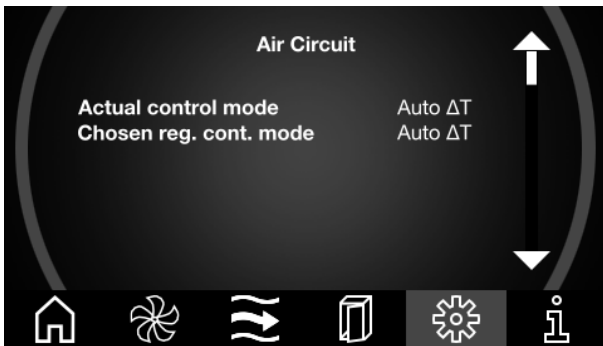 Air Circuit
Actual control mode Auto ΔT
Chosen reg. cont. mode Auto ΔT